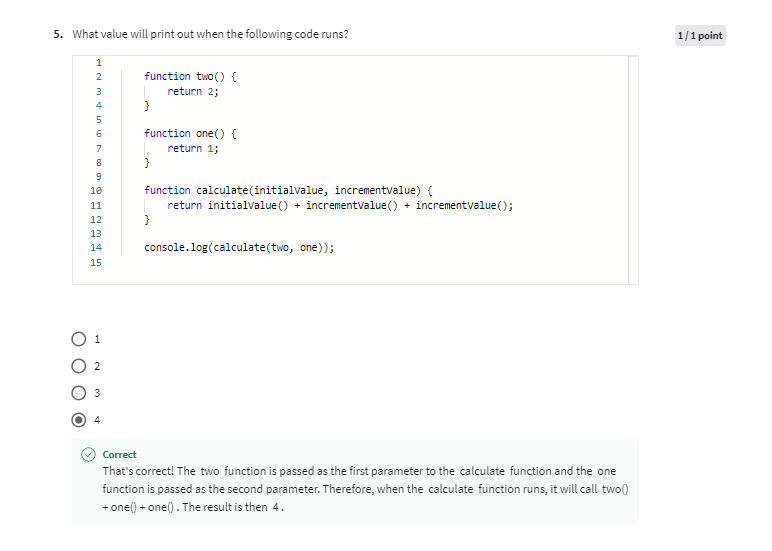 5. What value will print out when the following code runs?
1 / 1 point
1
2 function two() {
3 return 2;
4 }
5
6 function one() {
7 return 1;
8 }
9
10 function calculate(initialValue, incrementValue) {
11 return initialValue() + incrementValue() + incrementValue();
12 }
13
14 console.log(calculate(two, one));
15
1
2
3
4
Correct
That's correct! The two function is passed as the first parameter to the calculate function and the one
function is passed as the second parameter. Therefore, when the calculate function runs, it will call two()
+ one() + one() . The result is then 4 .